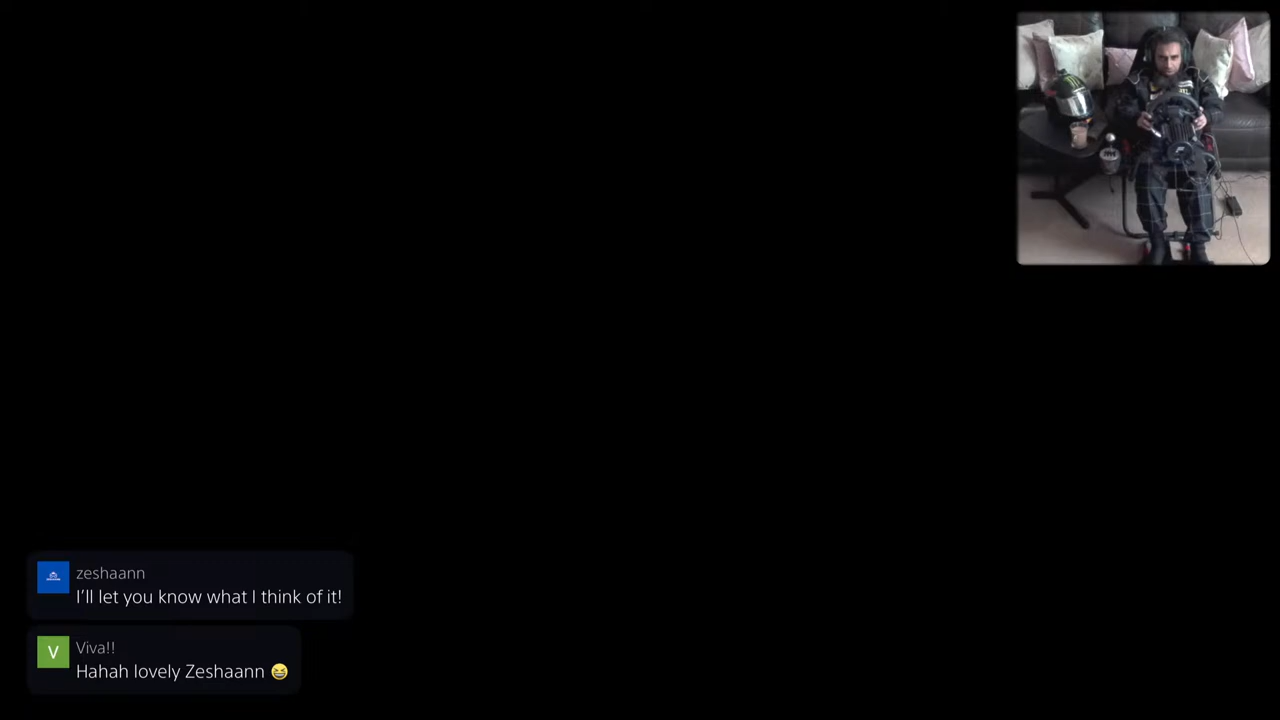 zeshaann
I'll let you know what I think of it!
V
Viva!!
Hahah lovely Zeshaann 😆